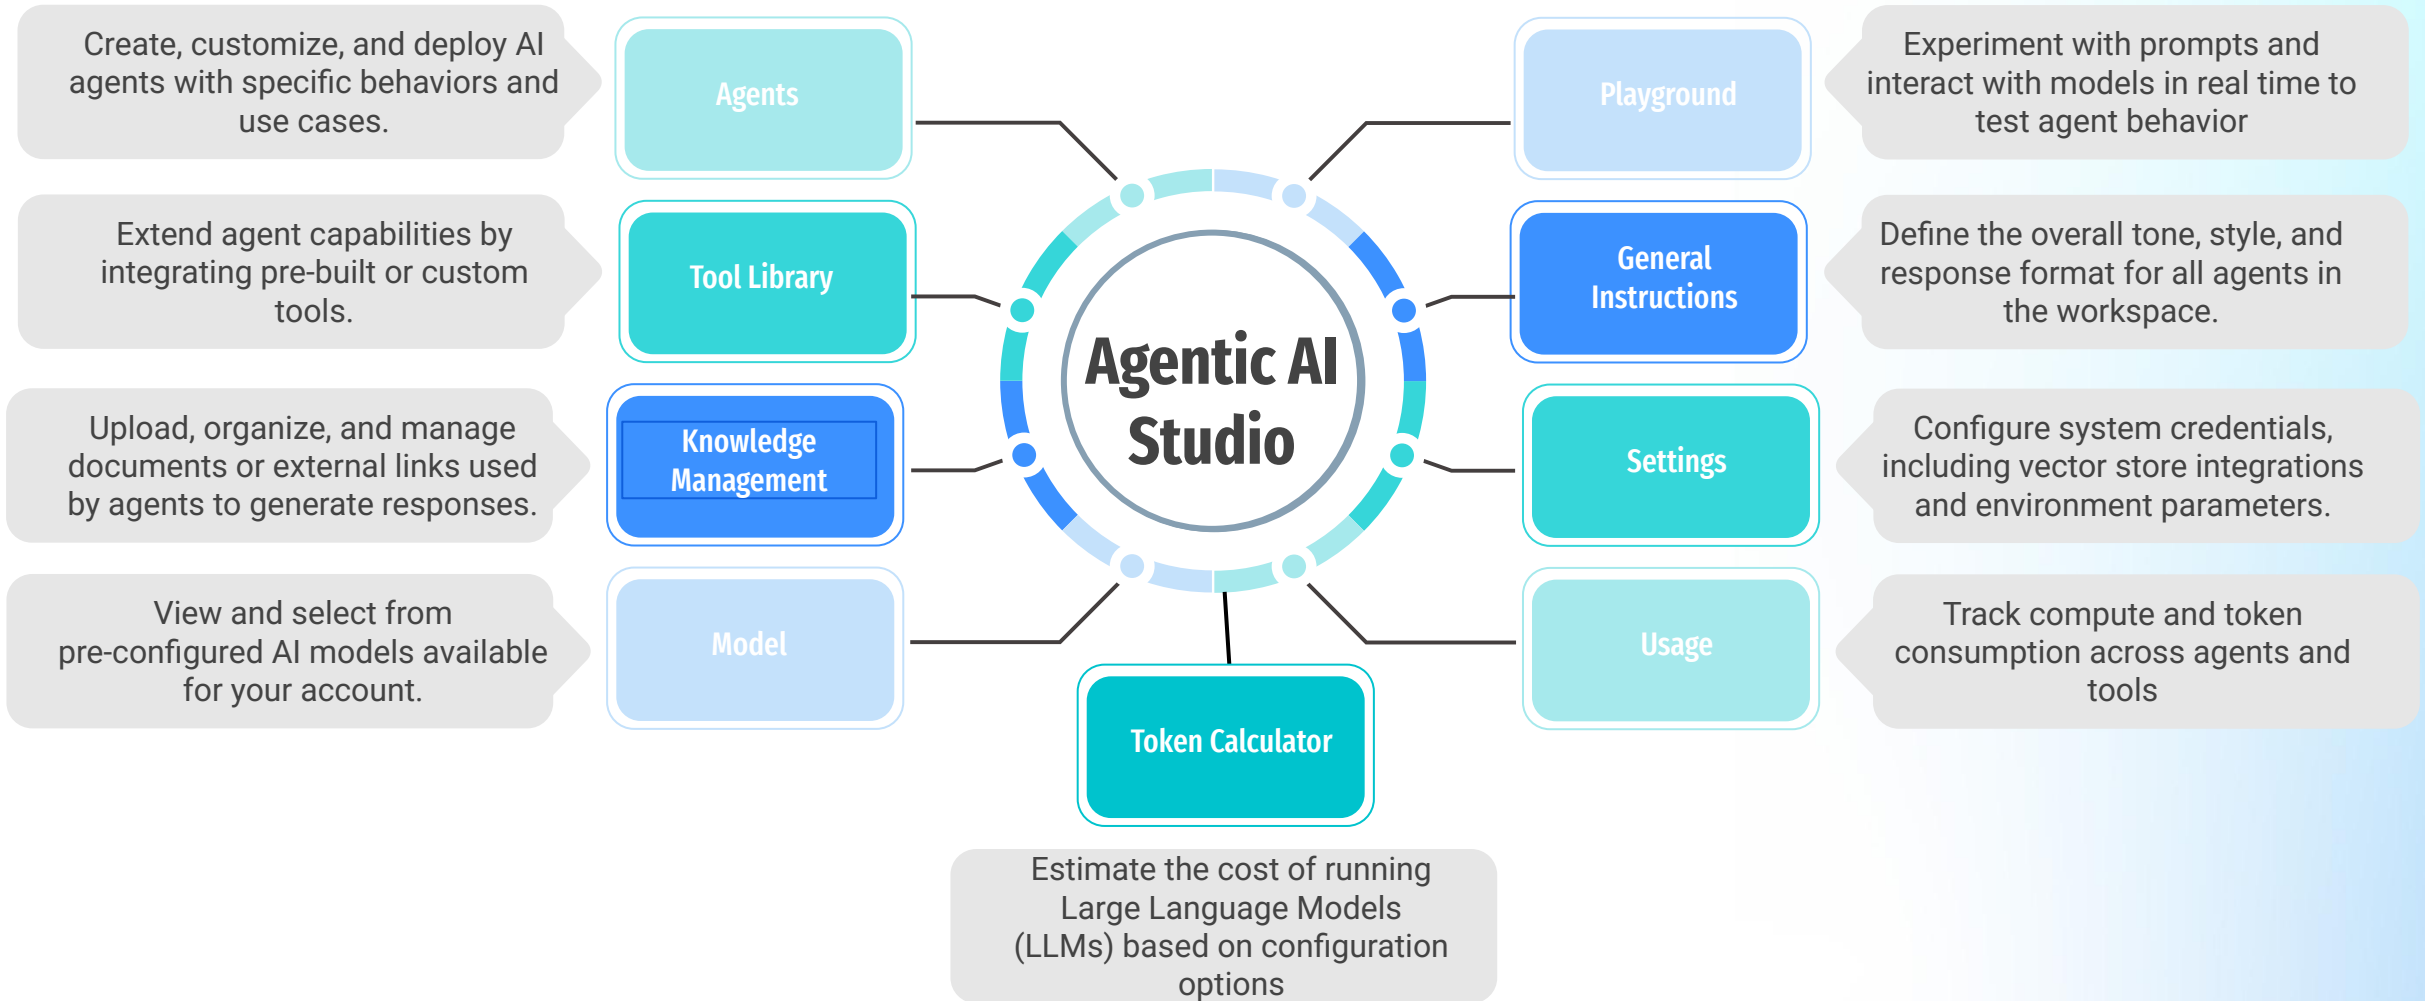 Create, customize, and deploy AI
agents with specific behaviors and
use cases.
Agents
Extend agent capabilities by
integrating pre-built or custom
tools.
Tool Library
Upload, organize, and manage
documents or external links used
by agents to generate responses.
Knowledge
Management
View and select from
pre-configured AI models available
for your account.
Model
Agentic AI
Studio
Playground
Experiment with prompts and
interact with models in real time to
test agent behavior
General
Instructions
Define the overall tone, style, and
response format for all agents in
the workspace.
Settings
Configure system credentials,
including vector store integrations
and environment parameters.
Usage
Track compute and token
consumption across agents and
tools
Token Calculator
Estimate the cost of running
Large Language Models
(LLMs) based on configuration
options